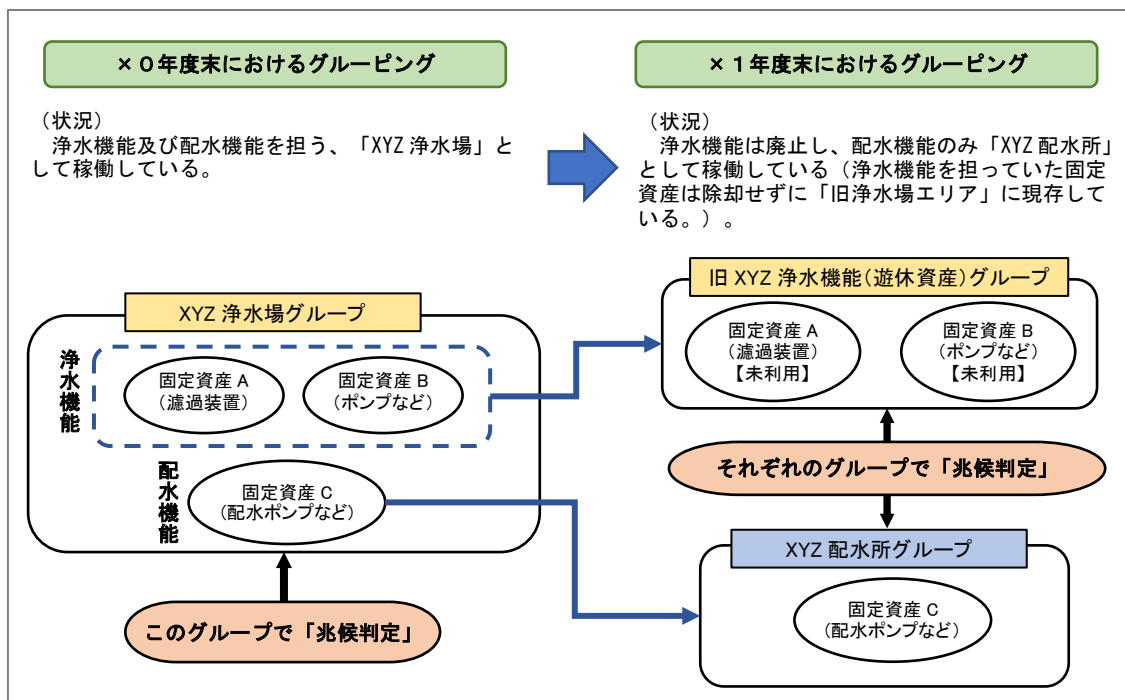 ×０年度末におけるグルーピング
（状況）
　浄水機能及び配水機能を担う、「XYZ 浄水場」と
して稼働している。
×１年度末におけるグルーピング
（状況）
　浄水機能は廃止し、配水機能のみ「XYZ 配水所」
として稼働している（浄水機能を担っていた固定
資産は除却せずに「旧浄水場エリア」に現存して
いる。）。
XYZ 浄水場グループ
浄水機能
固定資産 A
（濾過装置）
固定資産 B
（ポンプなど）
配水機能
固定資産 C
（配水ポンプなど）
このグループで「兆候判定」
旧 XYZ 浄水機能（遊休資産）グループ
固定資産 A
（濾過装置）
【未利用】
固定資産 B
（ポンプなど）
【未利用】
それぞれのグループで「兆候判定」
XYZ 配水所グループ
固定資産 C
（配水ポンプなど）